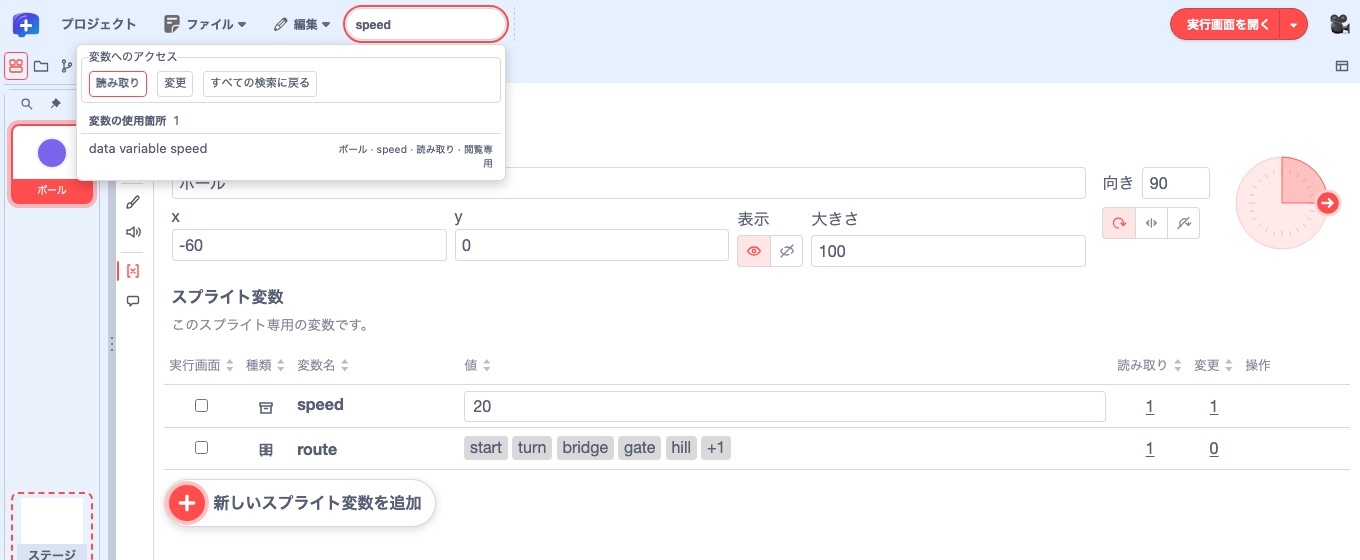 プロジェクト ファイル 編集 speed 実行画面を開く
変数へのアクセス
読み取り 変更 すべての検索に戻る
変数の使用箇所 1
data variable speed ボール · speed · 読み取り · 閲覧専
用
ボール
ボール 向き 90
x y 表示 大きさ
-60 0 100
スプライト変数
このスプライト専用の変数です。
実行画面 種類 変数名 値 読み取り 変更 操作
speed 20 1 1
route start turn bridge gate hill +1 1 0
新しいスプライト変数を追加
ステージ